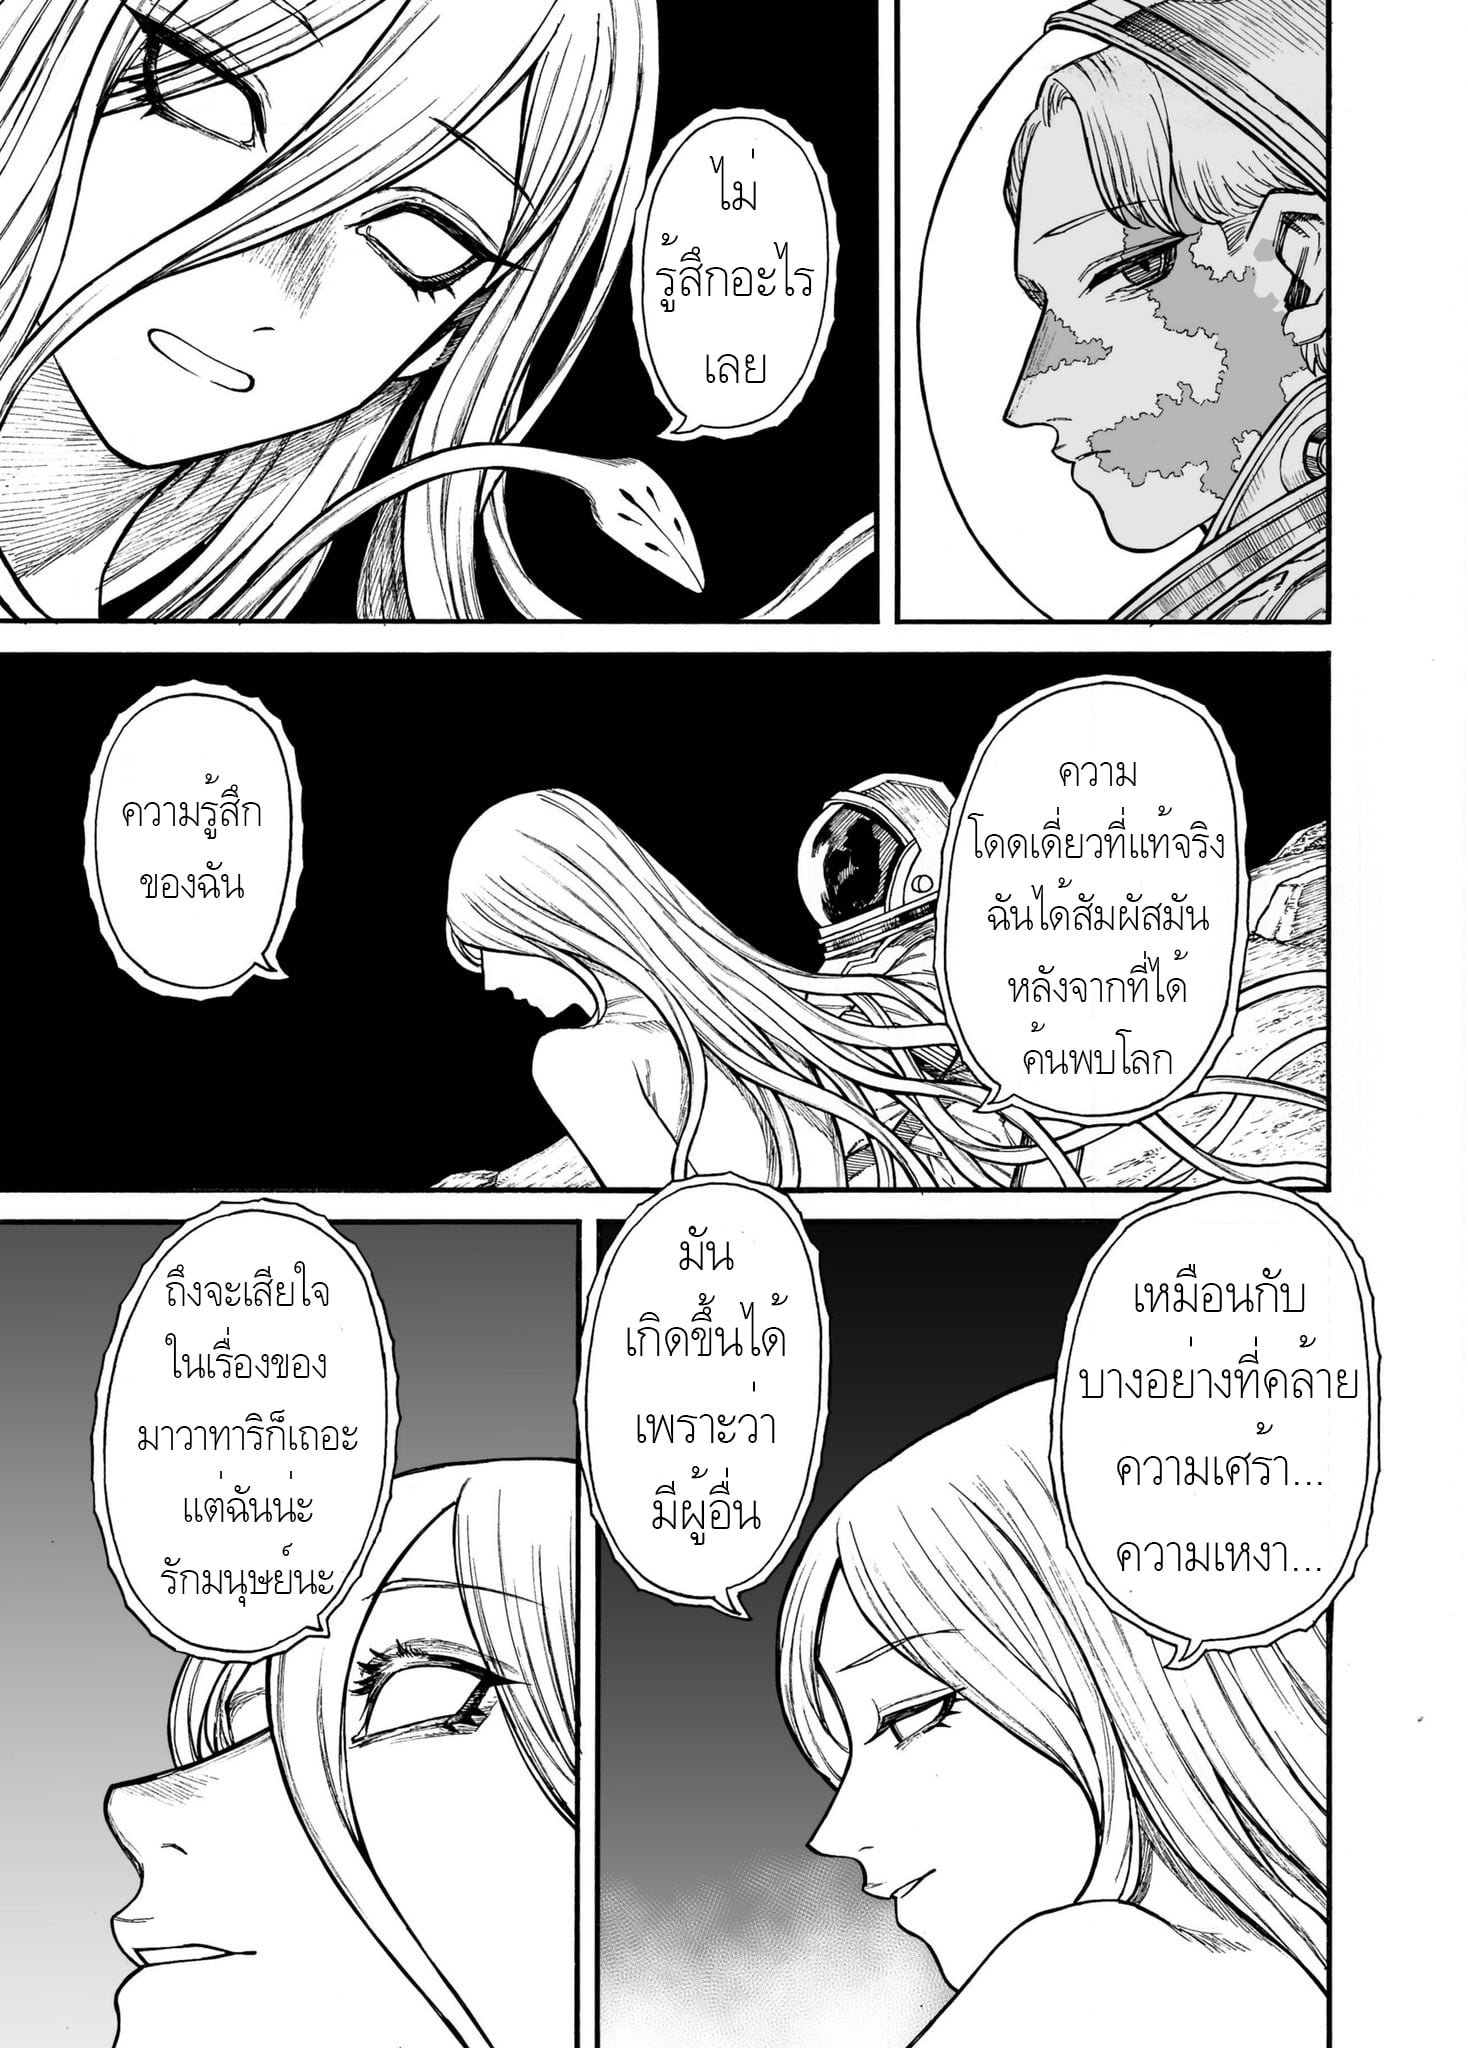 ไม่
รู้สึกอะไร
เลย
ความ
โดดเดี่ยวที่แท้จริง
ฉันได้สัมผัสมัน
หลังจากที่ได้
ค้นพบโลก
ความรู้สึก
ของฉัน
เหมือนกับ
บางอย่างที่คล้าย
ความเศร้า...
ความเหงา...
มัน
เกิดขึ้นได้
เพราะว่า
มีผู้อื่น
ถึงจะเสียใจ
ในเรื่องของ
มาวาทาริก็เถอะ
แต่ฉันน่ะ
รักมนุษย์นะ